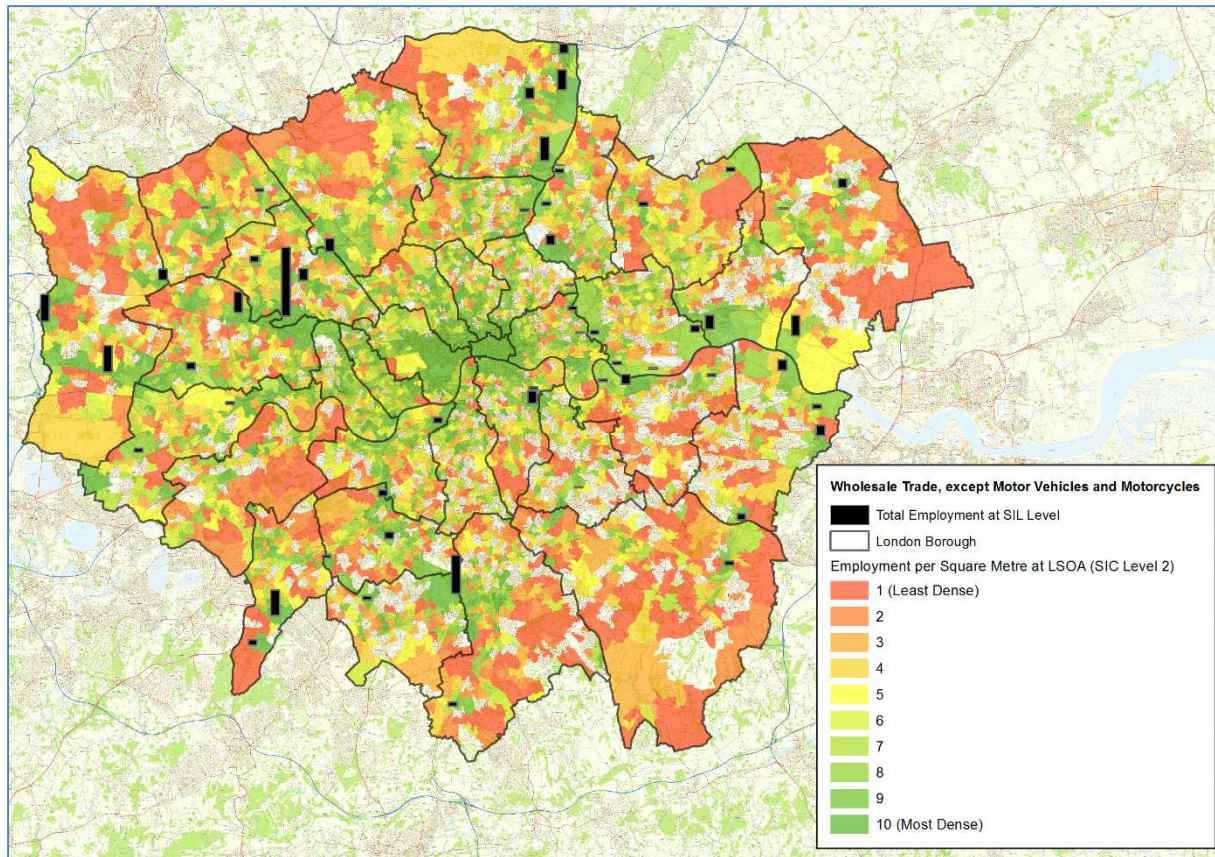 Wholesale Trade, except Motor Vehicles and Motorcycles
Total Employment at SIL Level
London Borough
Employment per Square Metre at LSOA (SIC Level 2)
1 (Least Dense)
2
3
4
5
6
7
8
9
10 (Most Dense)